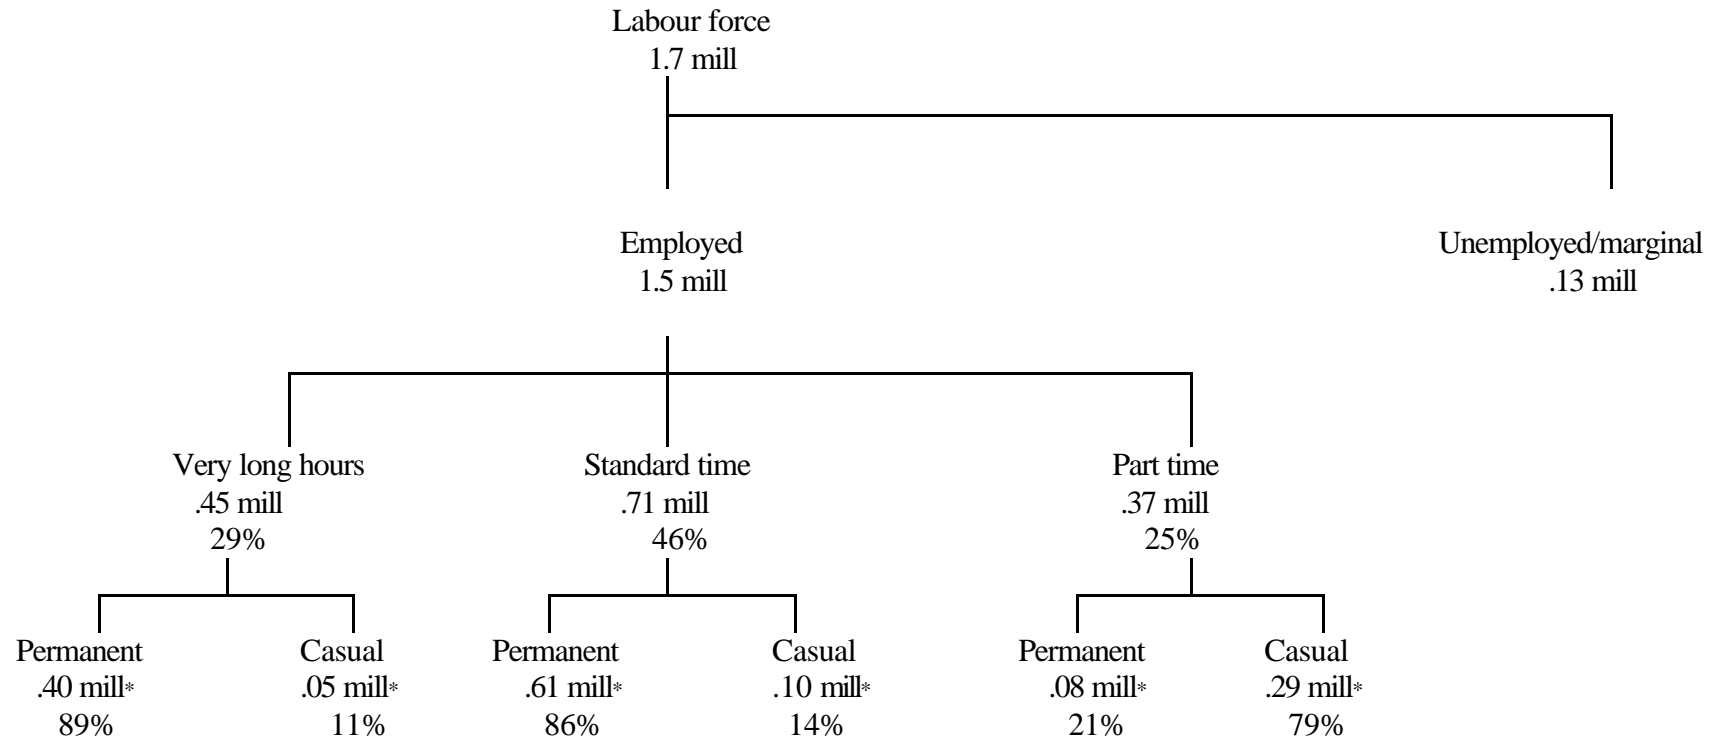 Labour force
1.7 mill
Employed
1.5 mill
Unemployed/marginal
.13 mill
Very long hours
.45 mill
29%
Standard time
.71 mill
46%
Part time
.37 mill
25%
Permanent
.40 mill*
89%
Casual
.05 mill*
11%
Permanent
.61 mill*
86%
Casual
.10 mill*
14%
Permanent
.08 mill*
21%
Casual
.29 mill*
79%